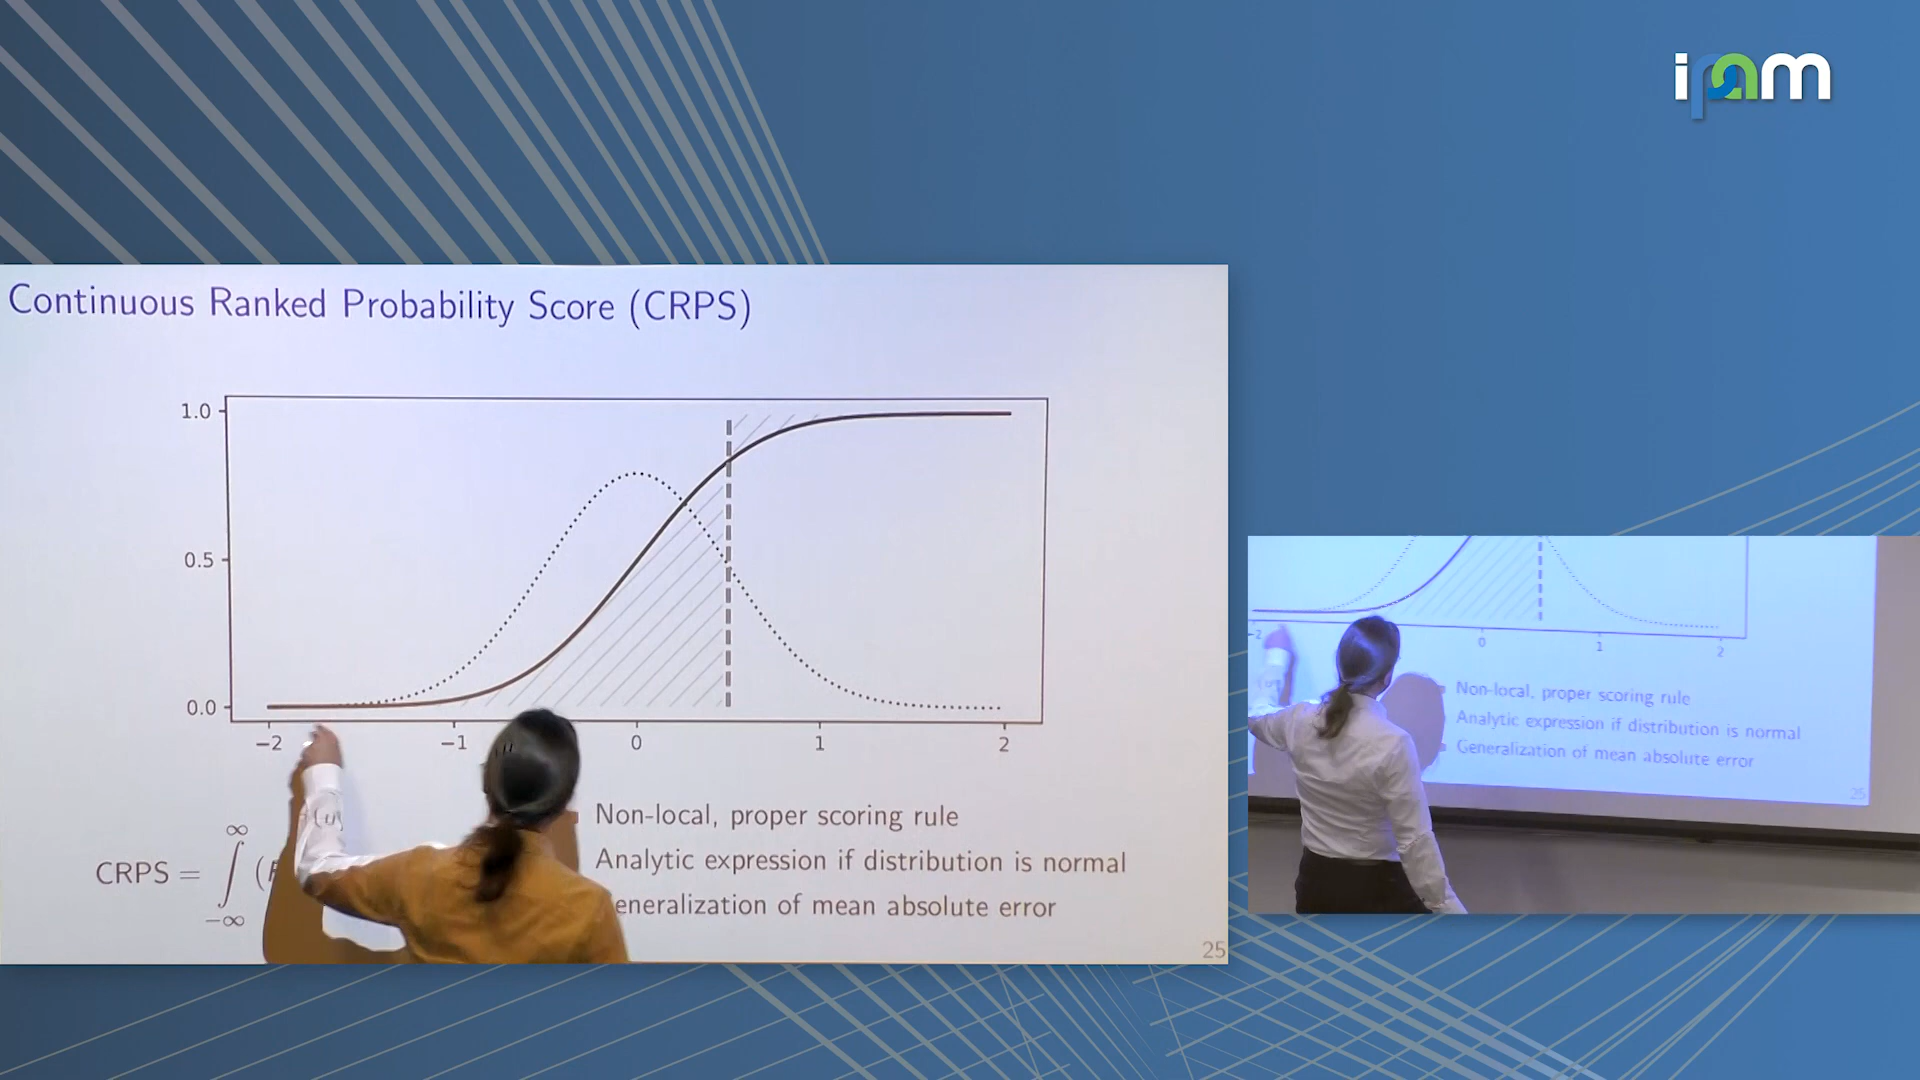 ipam
Continuous Ranked Probability Score (CRPS)
1.0
0.5
0.0
−2 −1 0 1 2
CRPS = ∫ (
∞
−∞
Non-local, proper scoring rule
Analytic expression if distribution is normal
eneralization of mean absolute error
25
−2 0 1 2
Non-local, proper scoring rule
Analytic expression if distribution is normal
Generalization of mean absolute error
25